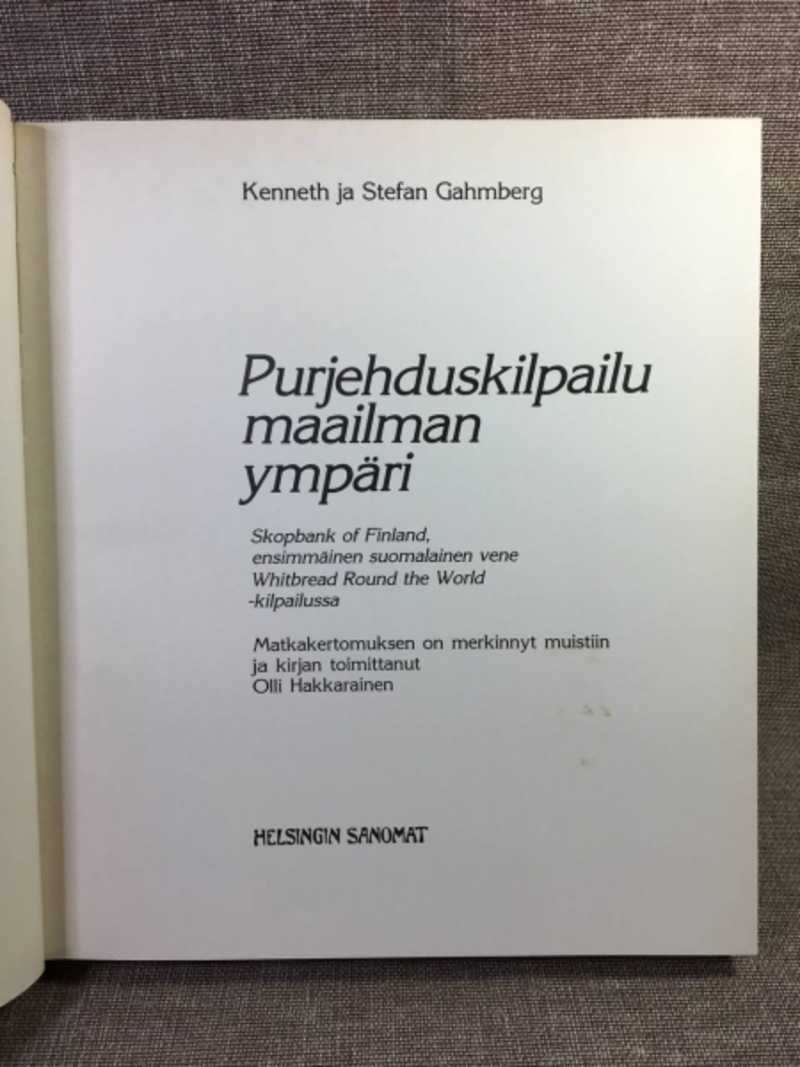 Kenneth ja Stefan Gahmberg
Purjehduskilpailu
maailman
ympäri
Skopbank of Finland,
ensimmäinen suomalainen vene
Whitbread Round the World
-kilpailussa
Matkakertomuksen on merkinnyt muistiin
ja kirjan toimittanut
Olli Hakkarainen
HELSINGIN SANOMAT